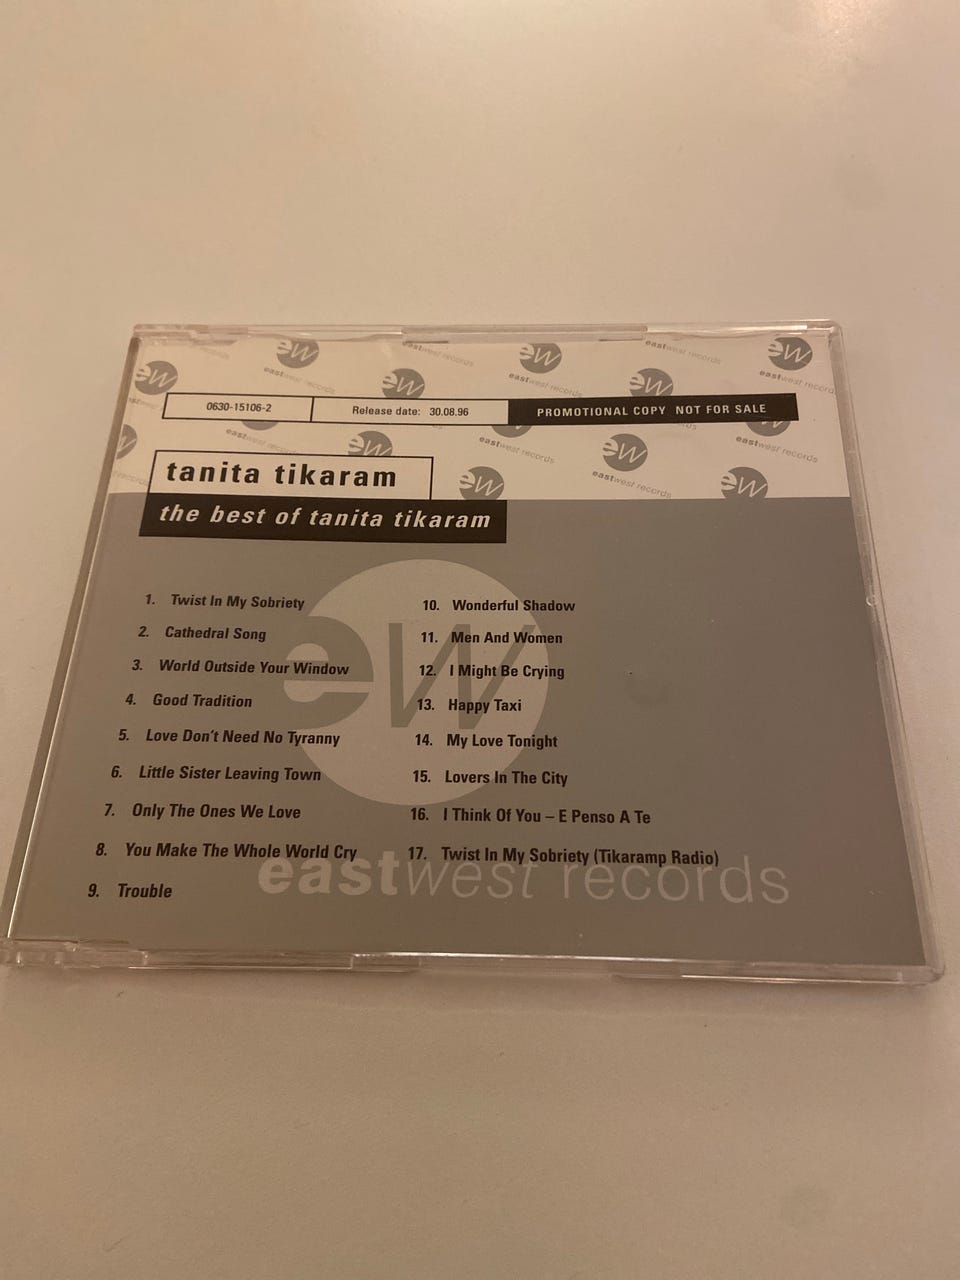 0630-15106-2
Release date: 30.08.96
PROMOTIONAL COPY NOT FOR SALE
tanita tikaram
the best of tanita tikaram
1. Twist In My Sobriety
2. Cathedral Song
3. World Outside Your Window
4. Good Tradition
5. Love Don't Need No Tyranny
6. Little Sister Leaving Town
7. Only The Ones We Love
8. You Make The Whole World Cry
9. Trouble
10. Wonderful Shadow
11. Men And Women
12. I Might Be Crying
13. Happy Taxi
14. My Love Tonight
15. Lovers In The City
16. I Think Of You – E Penso A Te
17. Twist In My Sobriety (Tikaramp Radio)
ew
eastwest records